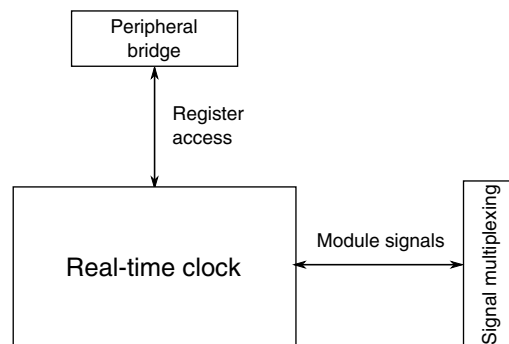 Peripheral
bridge
Register
access
Real-time clock
Module signals
Signal multiplexing